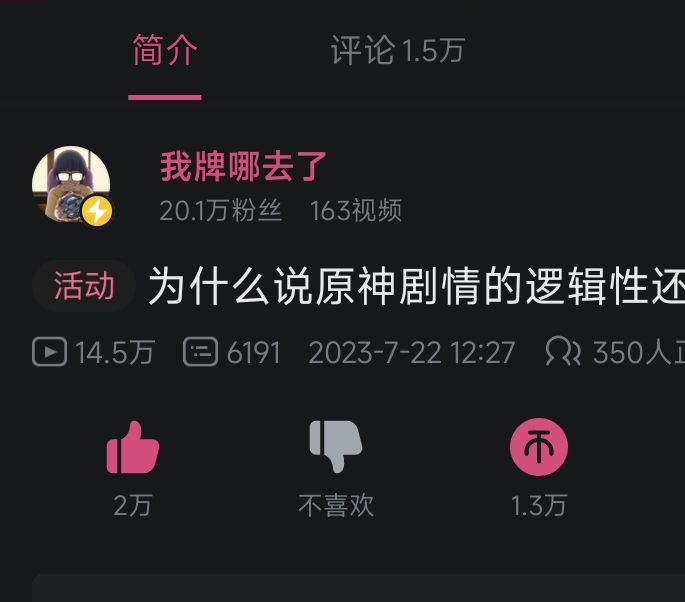 简介 评论 1.5万
我牌哪去了
20.1万粉丝 163视频
活动 为什么说原神剧情的逻辑性还
14.5万 6191 2023-7-22 12:27 350人正
2万 不喜欢 1.3万